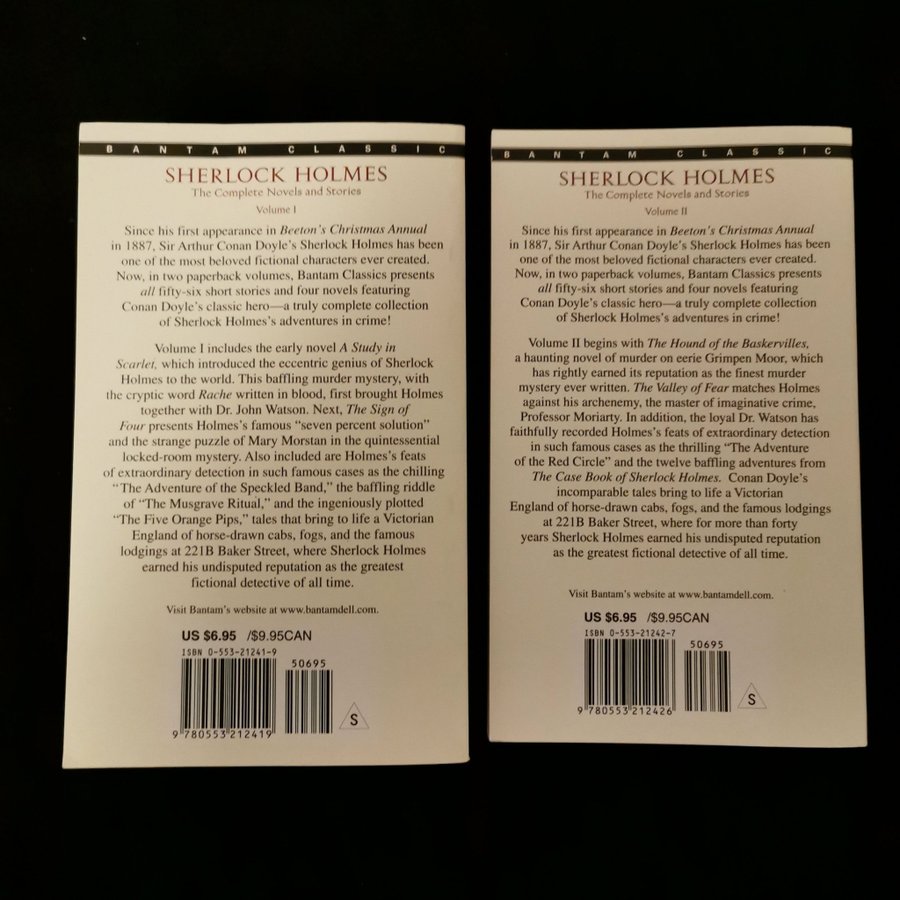 BANTAM CLASSIC
SHERLOCK HOLMES
The Complete Novels and Stories
Volume I
Since his first appearance in Beeton's Christmas Annual
in 1887, Sir Arthur Conan Doyle's Sherlock Holmes has been
one of the most beloved fictional characters ever created.
Now, in two paperback volumes, Bantam Classics presents
all fifty-six short stories and four novels featuring
Conan Doyle's classic hero—a truly complete collection
of Sherlock Holmes's adventures in crime!
Volume I includes the early novel A Study in
Scarlet, which introduced the eccentric genius of Sherlock
Holmes to the world. This baffling murder mystery, with
the cryptic word Rache written in blood, first brought Holmes
together with Dr. John Watson. Next, The Sign of
Four presents Holmes's famous "seven percent solution"
and the strange puzzle of Mary Morstan in the quintessential
locked-room mystery. Also included are Holmes's feats
of extraordinary detection in such famous cases as the chilling
"The Adventure of the Speckled Band," the baffling riddle
of "The Musgrave Ritual," and the ingeniously plotted
"The Five Orange Pips," tales that bring to life a Victorian
England of horse-drawn cabs, fogs, and the famous
lodgings at 221B Baker Street, where Sherlock Holmes
earned his undisputed reputation as the greatest
fictional detective of all time.
Visit Bantam's website at www.bantamdell.com.
US $6.95 /$9.95CAN
ISBN 0-553-21241-9
50695
9 780553 212419
S
BANTAM CLASSIC
SHERLOCK HOLMES
The Complete Novels and Stories
Volume II
Since his first appearance in Beeton's Christmas Annual
in 1887, Sir Arthur Conan Doyle's Sherlock Holmes has been
one of the most beloved fictional characters ever created.
Now, in two paperback volumes, Bantam Classics presents
all fifty-six short stories and four novels featuring
Conan Doyle's classic hero—a truly complete collection
of Sherlock Holmes's adventures in crime!
Volume II begins with The Hound of the Baskervilles,
a haunting novel of murder on eerie Grimpen Moor, which
has rightly earned its reputation as the finest murder
mystery ever written. The Valley of Fear matches Holmes
against his archenemy, the master of imaginative crime,
Professor Moriarty. In addition, the loyal Dr. Watson has
faithfully recorded Holmes's feats of extraordinary detection
in such famous cases as the thrilling "The Adventure
of the Red Circle" and the twelve baffling adventures from
The Case Book of Sherlock Holmes. Conan Doyle's
incomparable tales bring to life a Victorian
England of horse-drawn cabs, fogs, and the famous lodgings
at 221B Baker Street, where for more than forty
years Sherlock Holmes earned his undisputed reputation
as the greatest fictional detective of all time.
Visit Bantam's website at www.bantamdell.com.
US $6.95 /$9.95CAN
ISBN 0-553-21242-7
50695
9 780553 212426
S